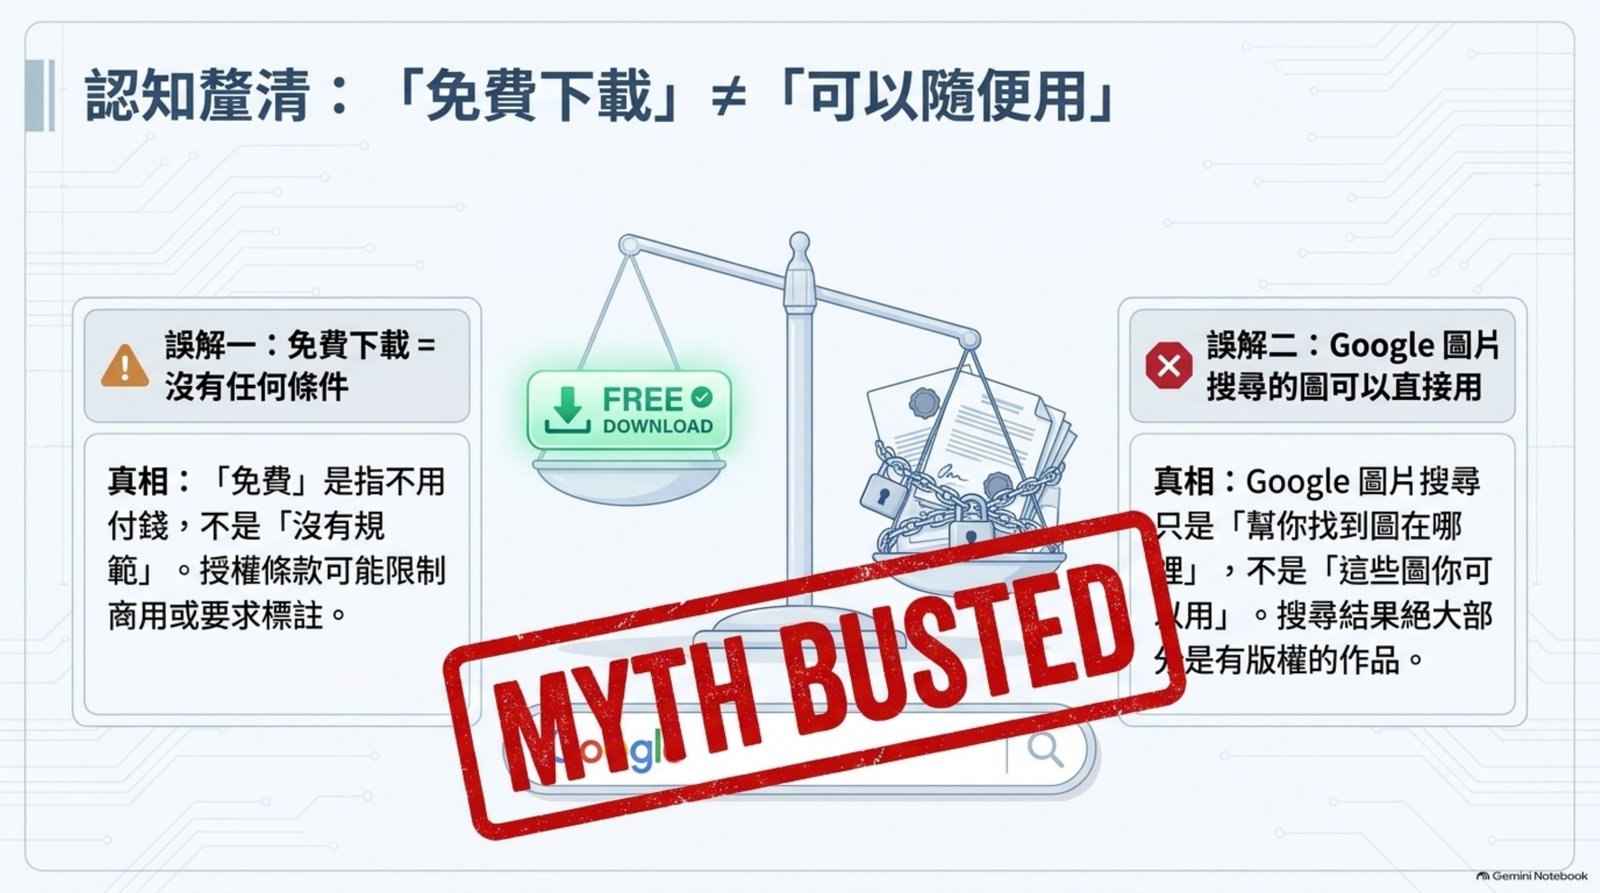 認知釐清：「免費下載」≠「可以隨便用」
誤解一：免費下載 =
沒有任何條件
真相：「免費」是指不用
付錢，不是「沒有規
範」。授權條款可能限制
商用或要求標註。
FREE
DOWNLOAD
誤解二：Google 圖片
搜尋的圖可以直接用
真相：Google 圖片搜尋
只是「幫你找到圖在哪
裡」，不是「這些圖你可
以用」。搜尋結果絕大部
分是有版權的作品。
MYTH BUSTED
Google
Gemini Notebook